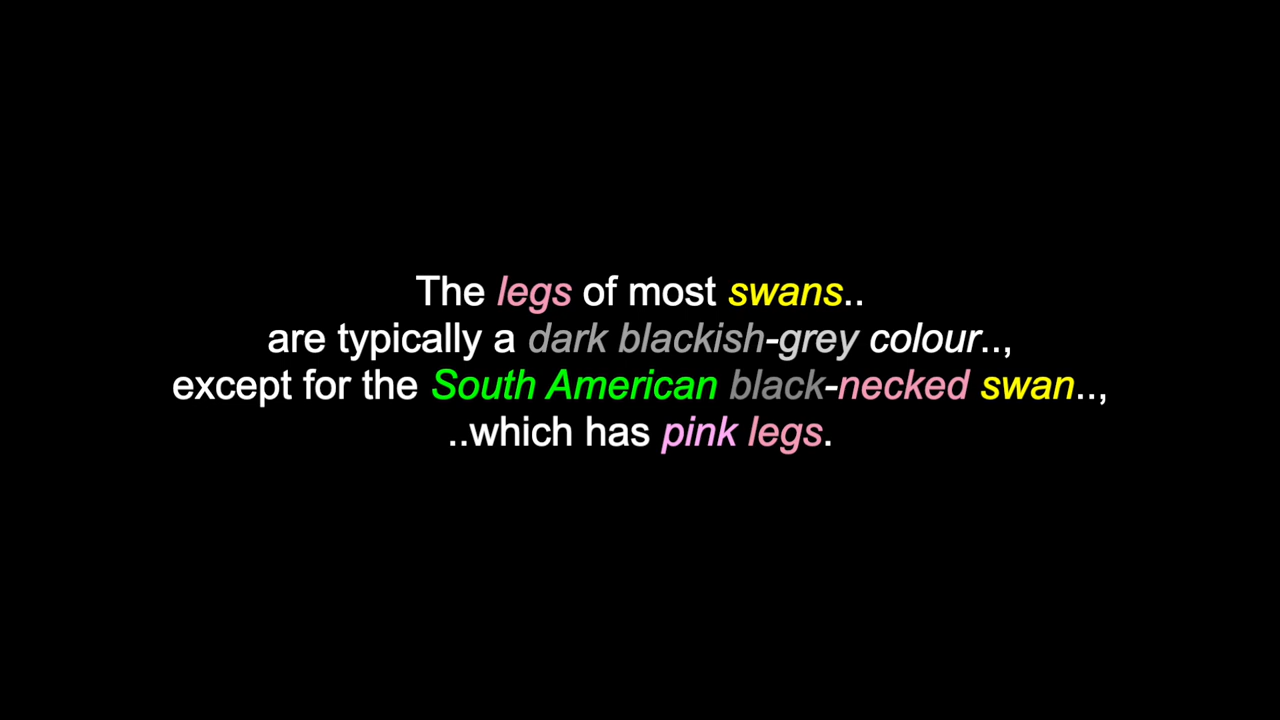 The legs of most swans..
are typically a dark blackish-grey colour..,
except for the South American black-necked swan..,
..which has pink legs.